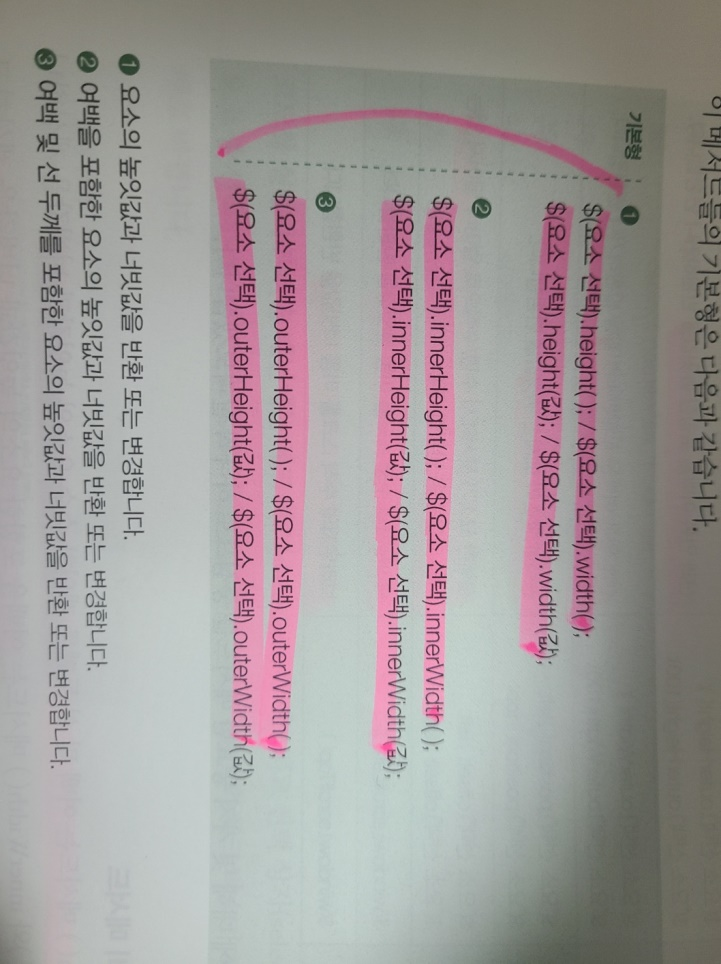 메서드들의 기본형은 다음과 같습니다.
기본형
❶ $(요소 선택).height( ); / $(요소 선택).width( );
$(요소 선택).height(값); / $(요소 선택).width(값);
❷ $(요소 선택).innerHeight( ); / $(요소 선택).innerWidth( );
$(요소 선택).innerHeight(값); / $(요소 선택).innerWidth(값);
❸ $(요소 선택).outerHeight( ); / $(요소 선택).outerWidth( );
$(요소 선택).outerHeight(값); / $(요소 선택).outerWidth(값);
❶ 요소의 높잇값과 너빗값을 반환 또는 변경합니다.
❷ 여백을 포함한 요소의 높잇값과 너빗값을 반환 또는 변경합니다.
❸ 여백 및 선 두께를 포함한 요소의 높잇값과 너빗값을 반환 또는 변경합니다.